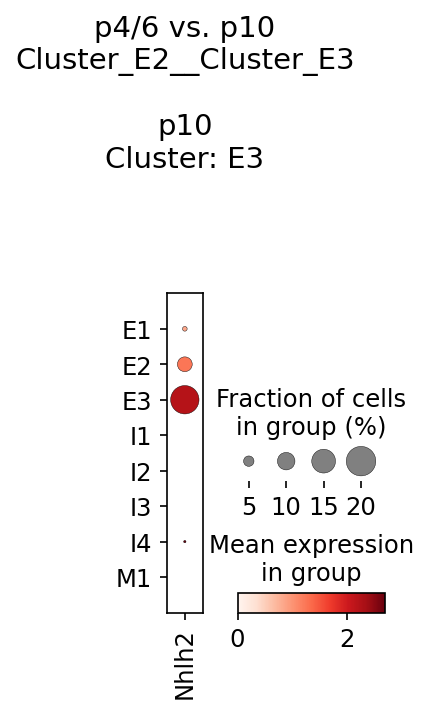 p4/6 vs. p10
Cluster_E2__Cluster_E3
p10
Cluster: E3
E1
E2
E3
I1
I2
I3
I4
M1
Nhlh2
Fraction of cells
in group (%)
5 10 15 20
Mean expression
in group
0 2